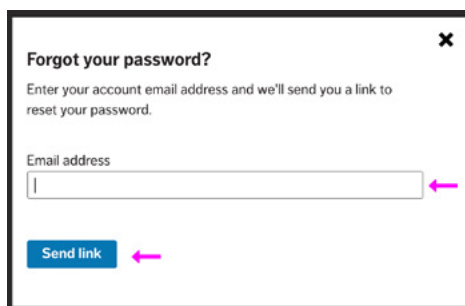 Forgot your password?
Enter your account email address and we'll send you a link to
reset your password.
Email address
Send link